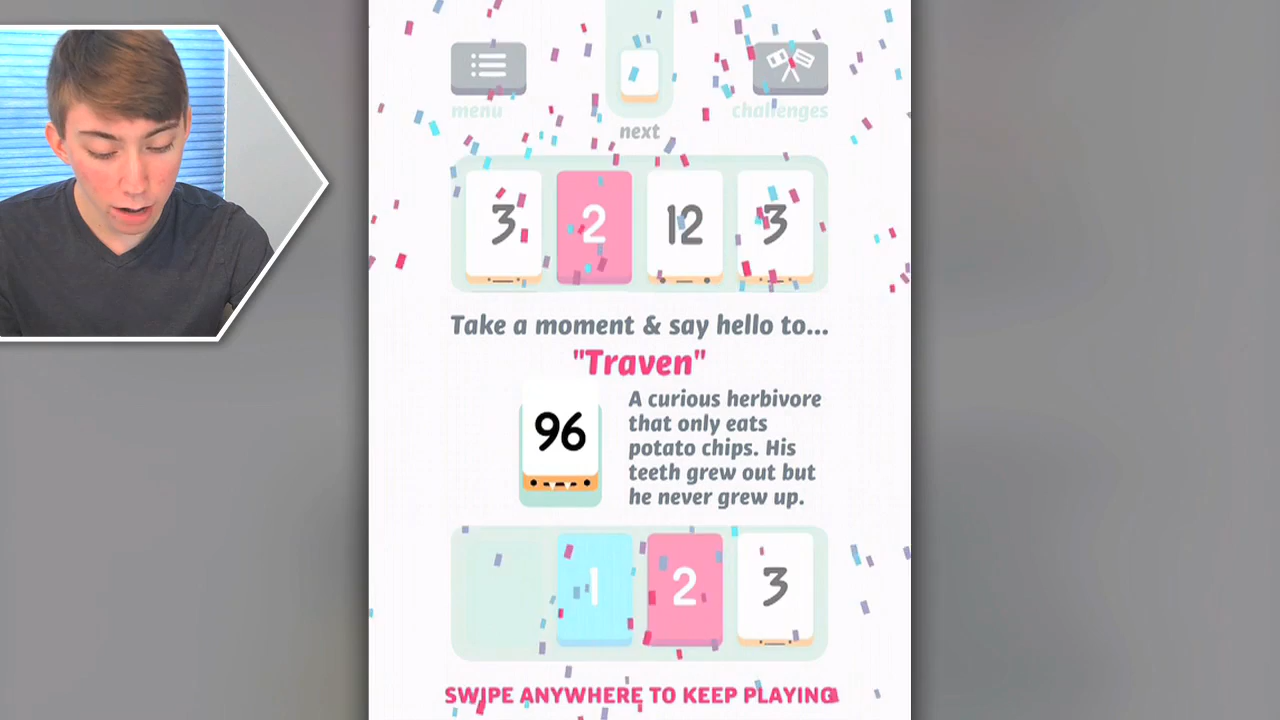 menu
next
challenges
3 2 12 3
Take a moment & say hello to...
"Traven"
96
A curious herbivore
that only eats
potato chips. His
teeth grew out but
he never grew up.
1 2 3
SWIPE ANYWHERE TO KEEP PLAYING